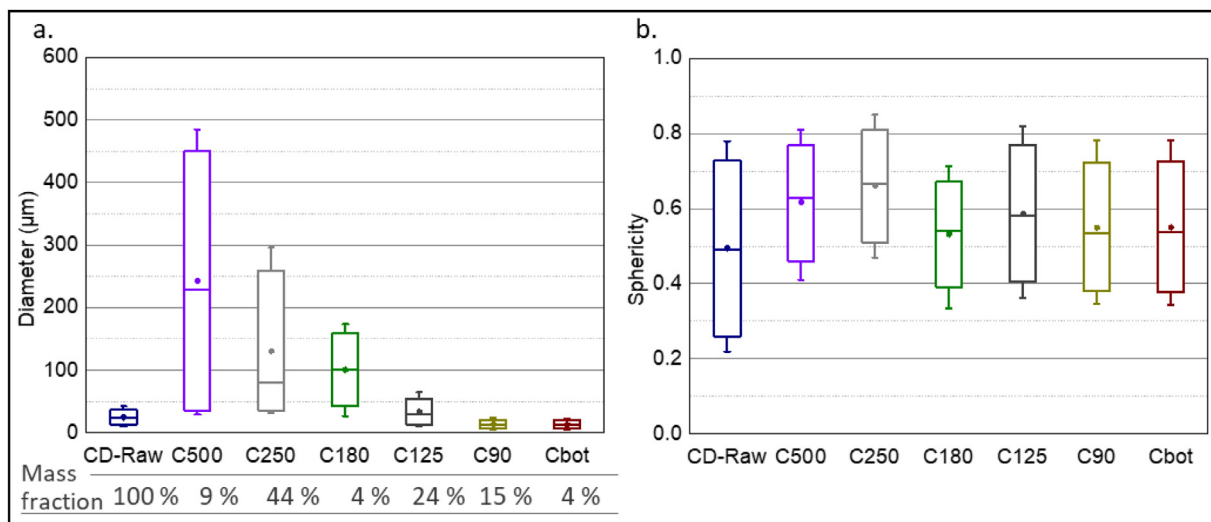 a.
600
500
400
300
200
100
0
Diameter (µm)
CD-Raw C500 C250 C180 C125 C90 Cbot
Mass
fraction 100 % 9 % 44 % 4 % 24 % 15 % 4 %
b.
1.0
0.8
0.6
0.4
0.2
0.0
Sphericity
CD-Raw C500 C250 C180 C125 C90 Cbot